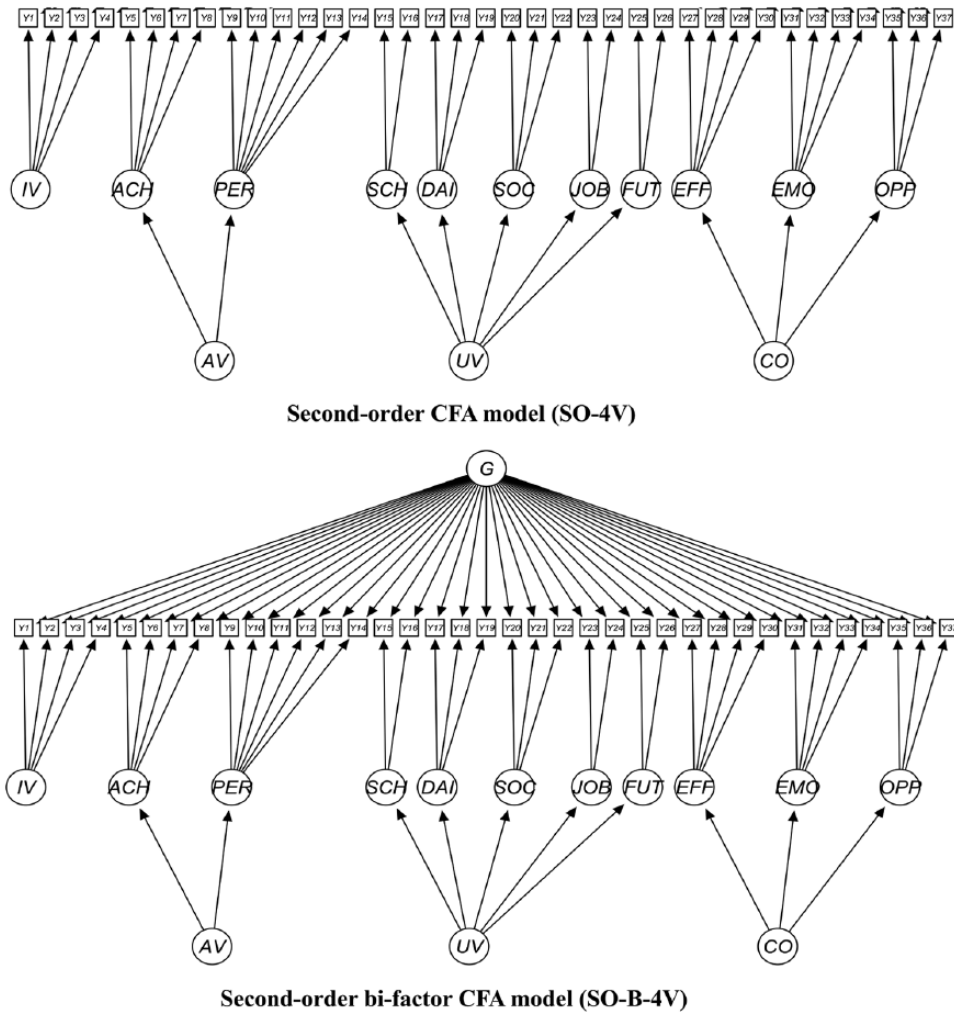 Y1 Y2 Y3 Y4 Y5 Y6 Y7 Y8 Y9 Y10 Y11 Y12 Y13 Y14 Y15 Y16 Y17 Y18 Y19 Y20 Y21 Y22 Y23 Y24 Y25 Y26 Y27 Y28 Y29 Y30 Y31 Y32 Y33 Y34 Y35 Y36 Y37
IV ACH PER SCH DAI SOC JOB FUT EFF EMO OPP
AV UV CO
Second-order CFA model (SO-4V)
G
Y1 Y2 Y3 Y4 Y5 Y6 Y7 Y8 Y9 Y10 Y11 Y12 Y13 Y14 Y15 Y16 Y17 Y18 Y19 Y20 Y21 Y22 Y23 Y24 Y25 Y26 Y27 Y28 Y29 Y30 Y31 Y32 Y33 Y34 Y35 Y36 Y37
IV ACH PER SCH DAI SOC JOB FUT EFF EMO OPP
AV UV CO
Second-order bi-factor CFA model (SO-B-4V)